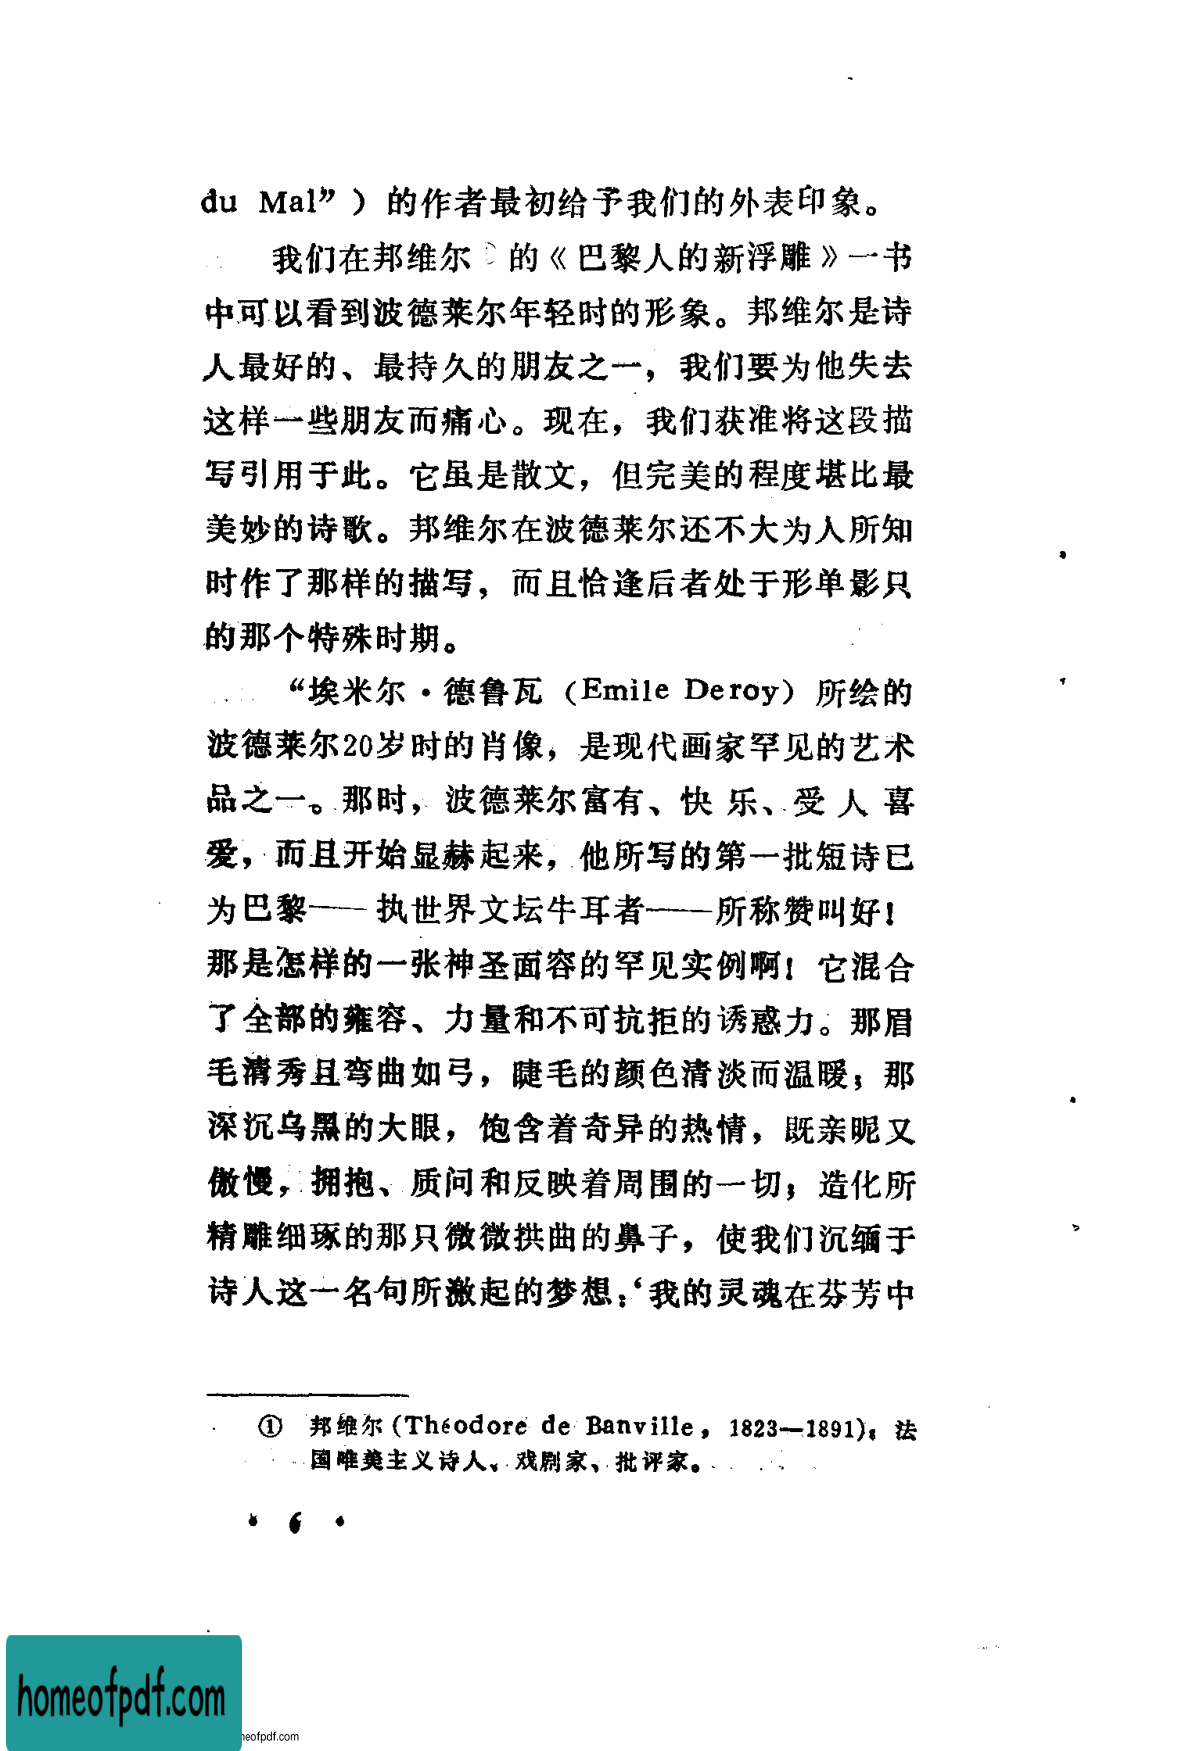 du Mal”）的作者最初给予我们的外表印象。
我们在邦维尔的《巴黎人的新浮雕》一书
中可以看到波德莱尔年轻时的形象。邦维尔是诗
人最好的、最持久的朋友之一，我们要为他失去
这样一些朋友而痛心。现在，我们获准将这段描
写引用于此。它虽是散文，但完美的程度堪比最
美妙的诗歌。邦维尔在波德莱尔还不大为人所知
时作了那样的描写，而且恰逢后者处于形单影只
的那个特殊时期。
“埃米尔·德鲁瓦（Emile Deroy）所绘的
波德莱尔20岁时的肖像，是现代画家罕见的艺术
品之一。那时，波德莱尔富有、快乐、受人喜
爱，而且开始显赫起来，他所写的第一批短诗已
为巴黎——执世界文坛牛耳者——所称赞叫好！
那是怎样的一张神圣面容的罕见实例啊！它混合
了全部的雍容、力量和不可抗拒的诱惑力。那眉
毛清秀且弯曲如弓，睫毛的颜色清淡而温暖；那
深沉乌黑的大眼，饱含着奇异的热情，既亲昵又
傲慢，拥抱、质问和反映着周围的一切；造化所
精雕细琢的那只微微拱曲的鼻子，使我们沉缅于
诗人这一名句所激起的梦想：‘我的灵魂在芬芳中
① 邦维尔（Théodore de Banville，1823—1891）：法
国唯美主义诗人、戏剧家、批评家。
· 6 ·
homeofpdf.com
neofpdf.com